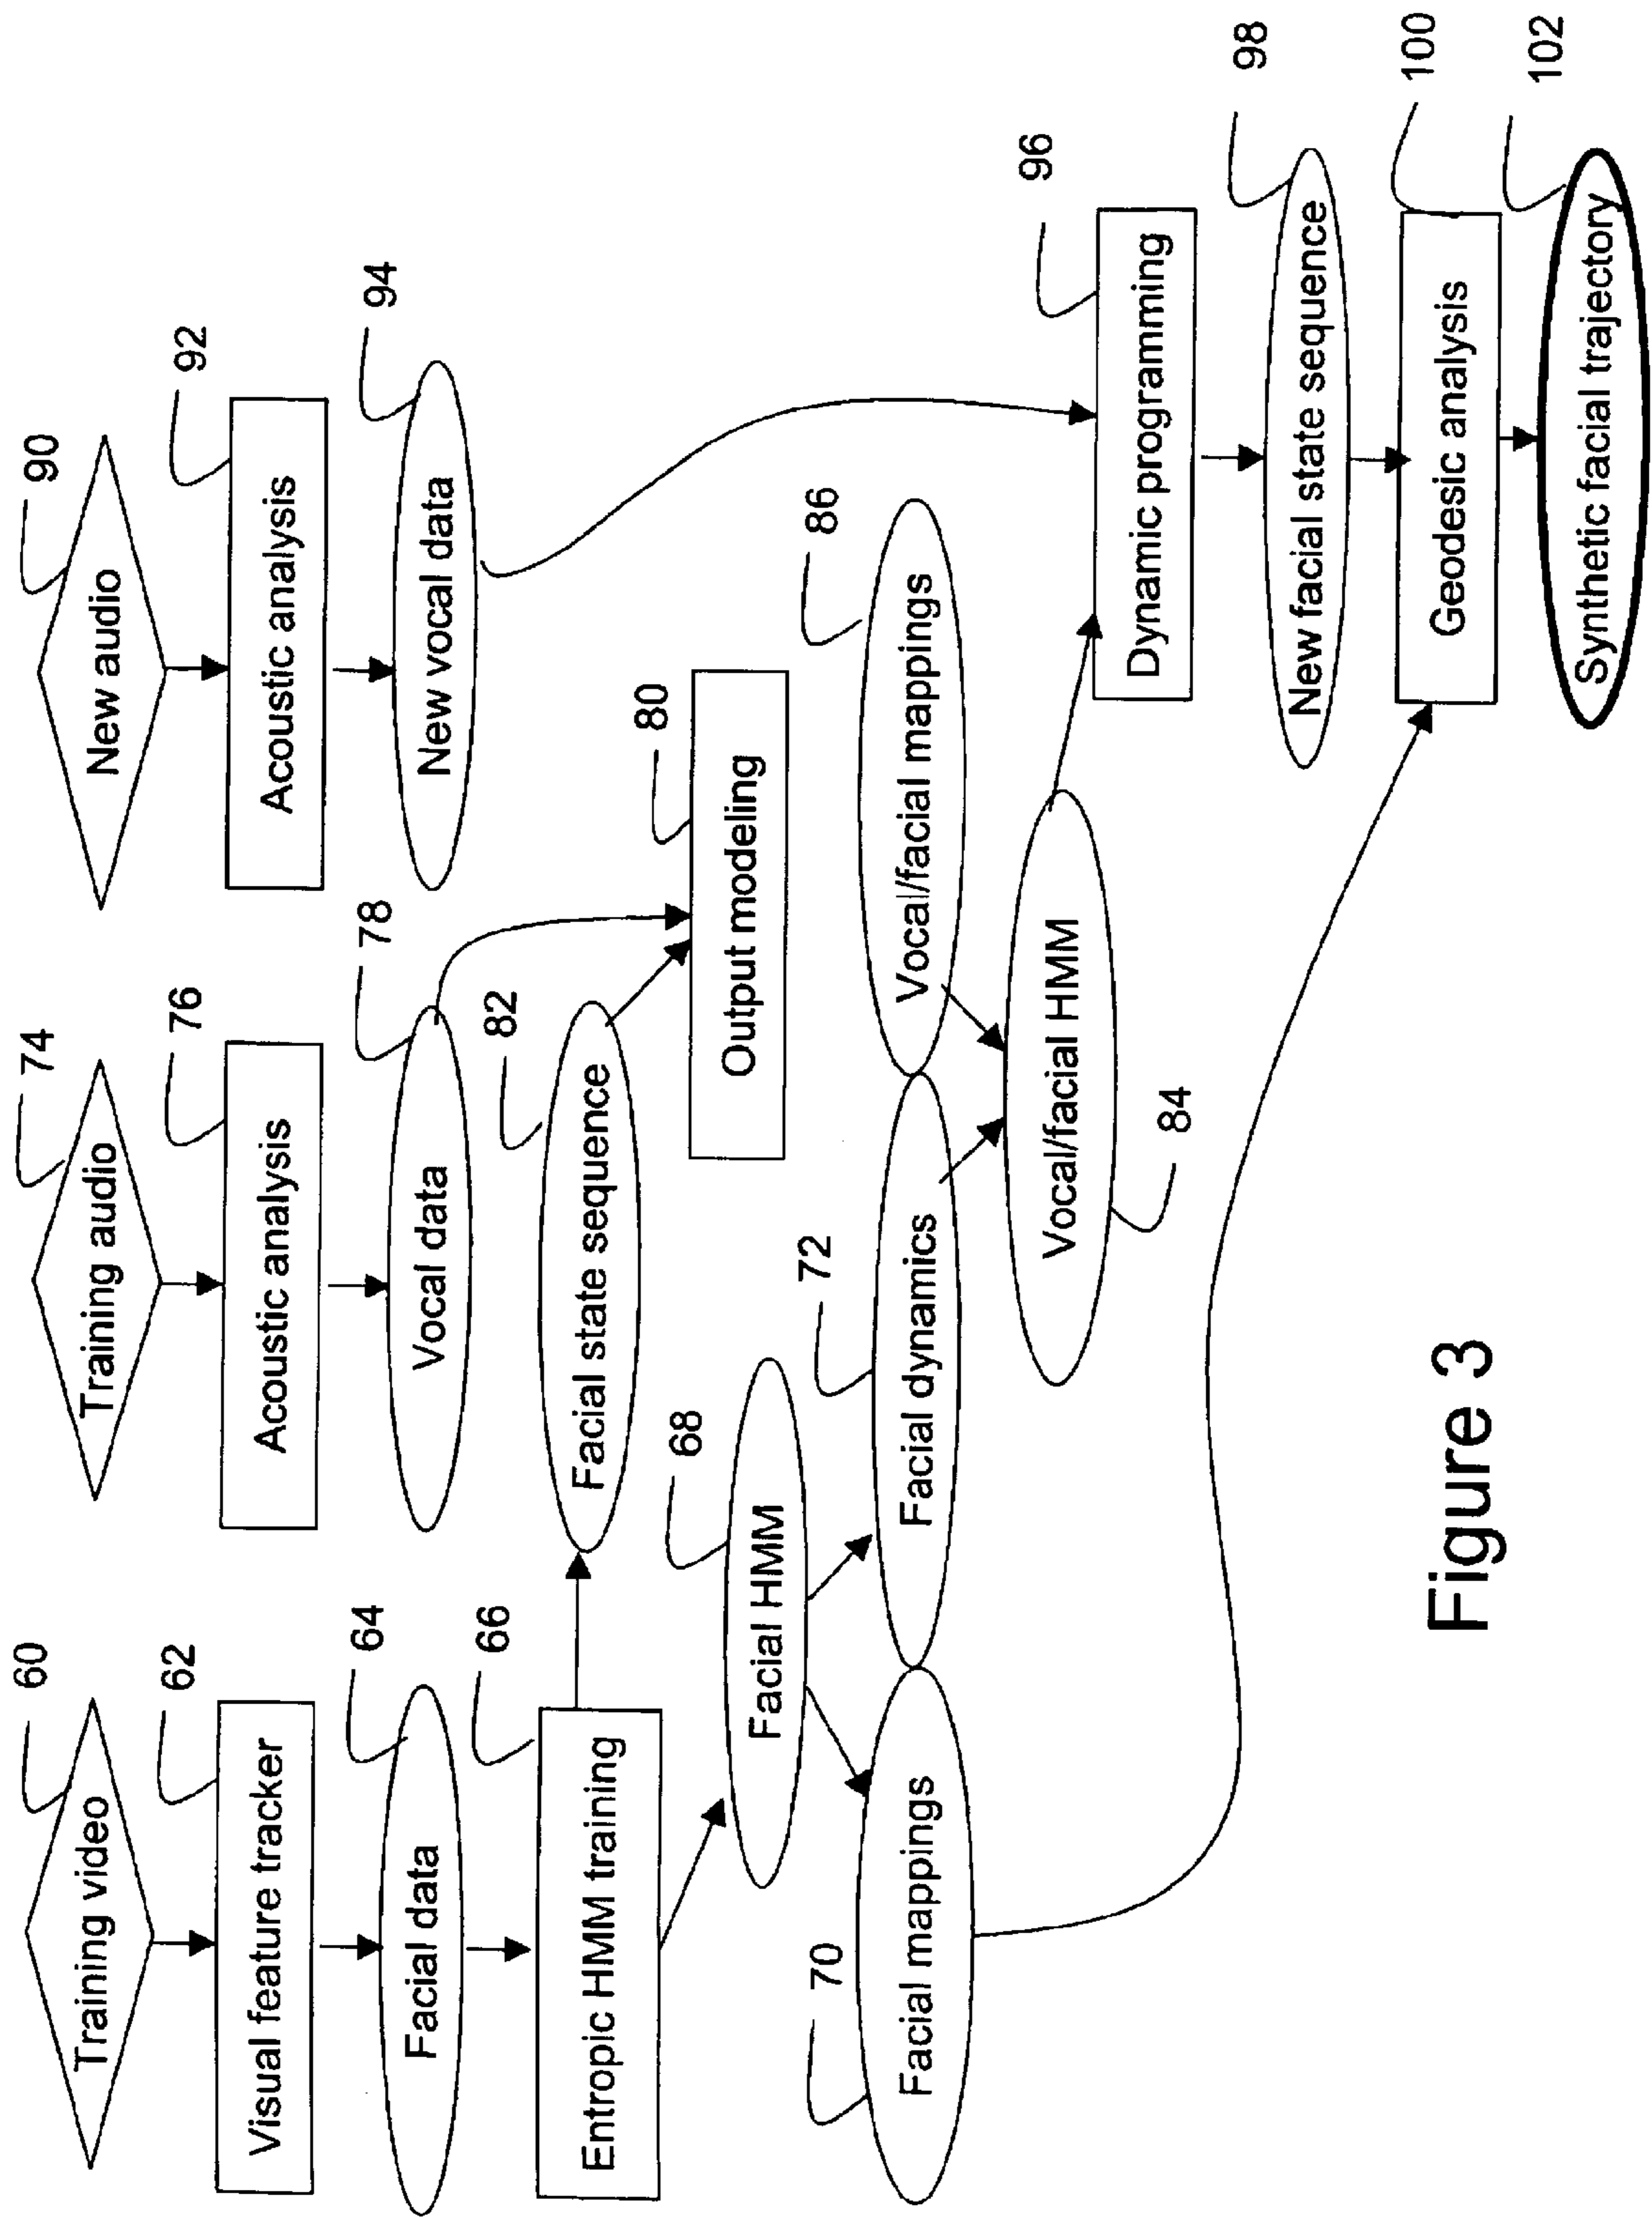 60
Training video
62
Visual feature tracker
64
Facial data
66
Entropic HMM training
68
Facial HMM
70
Facial mappings
72
Facial dynamics
74
Training audio
76
Acoustic analysis
78
Vocal data
82
Facial state sequence
80
Output modeling
86
Vocal/facial mappings
Vocal/facial HMM
84
90
New audio
92
Acoustic analysis
94
New vocal data
96
Dynamic programming
98
New facial state sequence
100
Geodesic analysis
102
Synthetic facial trajectory
Figure 3